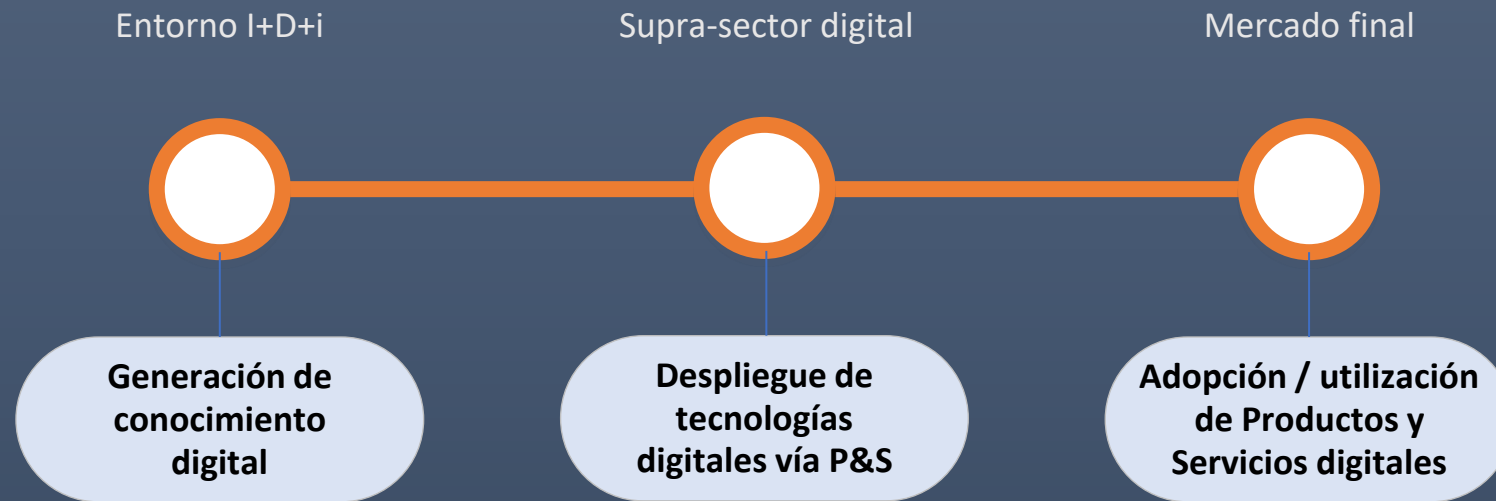 Entorno I+D+i
Supra-sector digital
Mercado final
Generación de
conocimiento
digital
Despliegue de
tecnologías
digitales vía P&S
Adopción / utilización
de Productos y
Servicios digitales